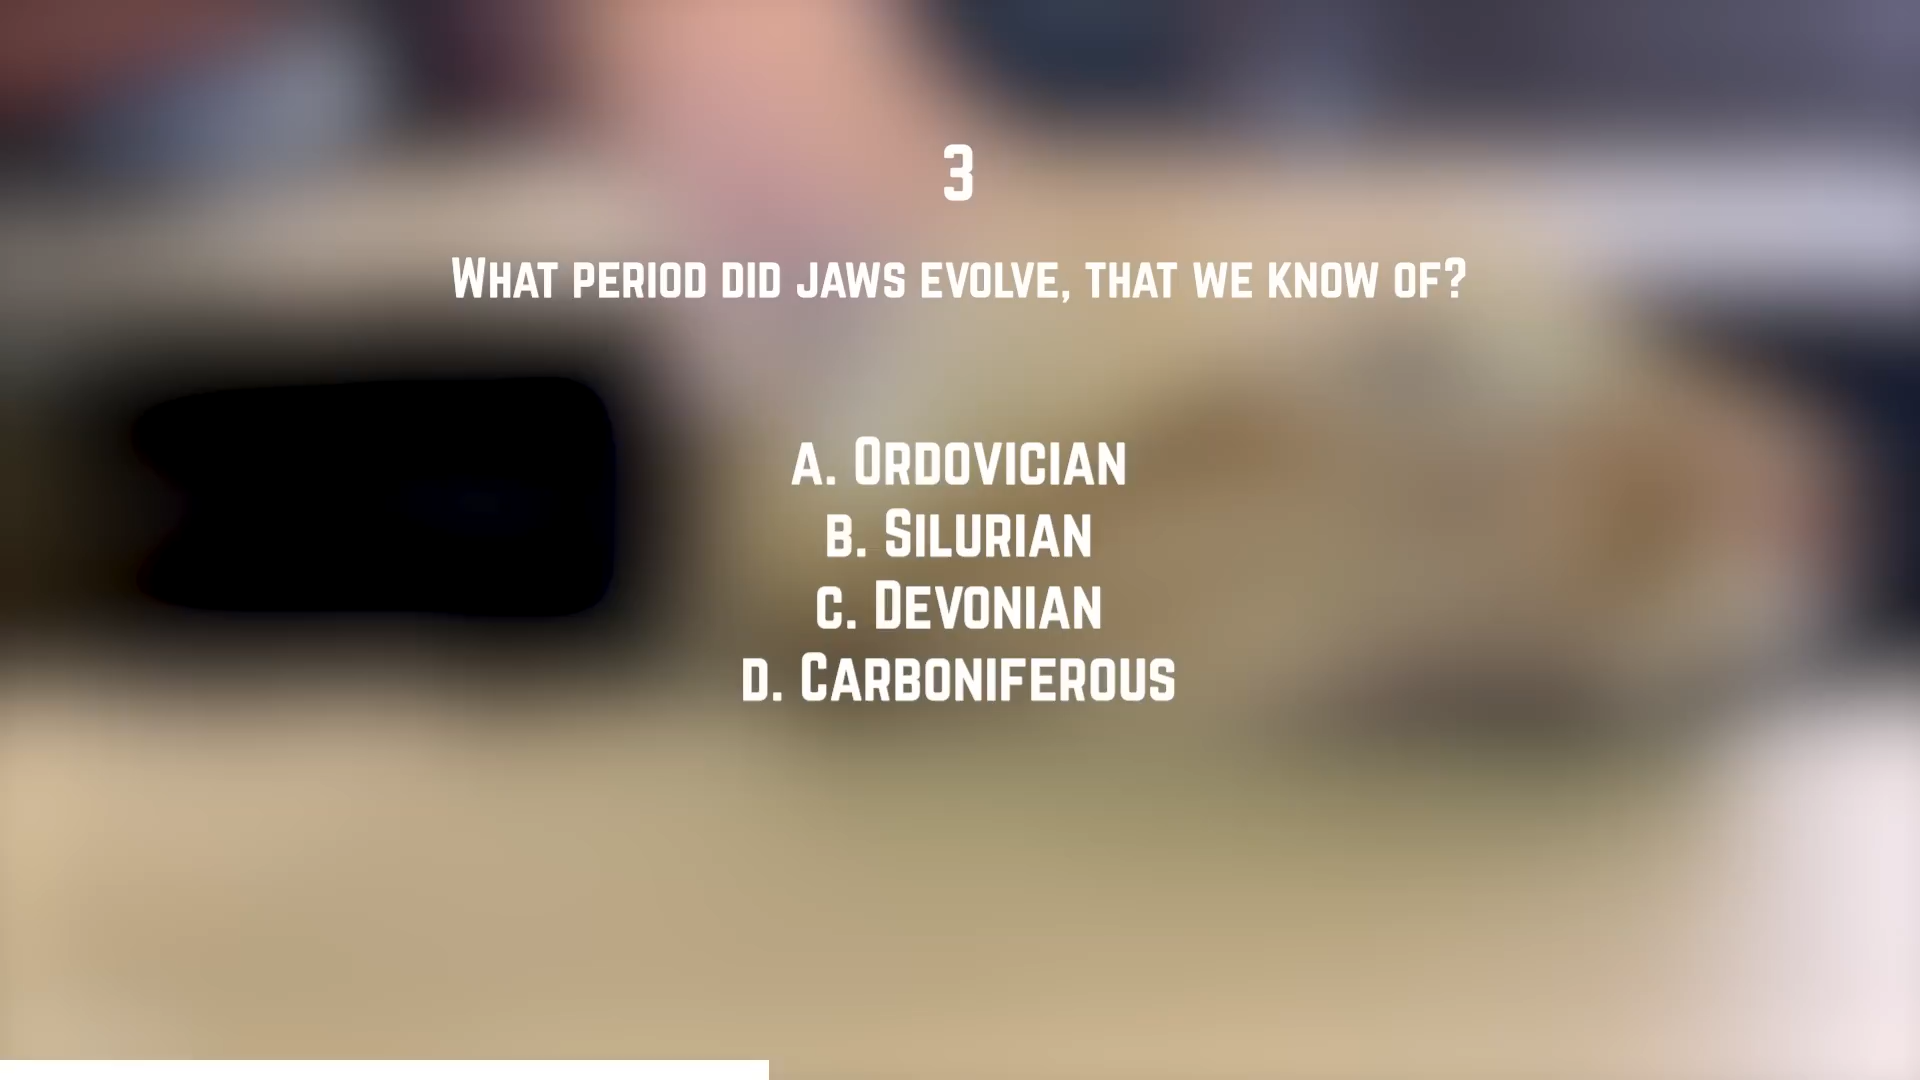 3
What period did jaws evolve, that we know of?
A. Ordovician
B. Silurian
C. Devonian
D. Carboniferous